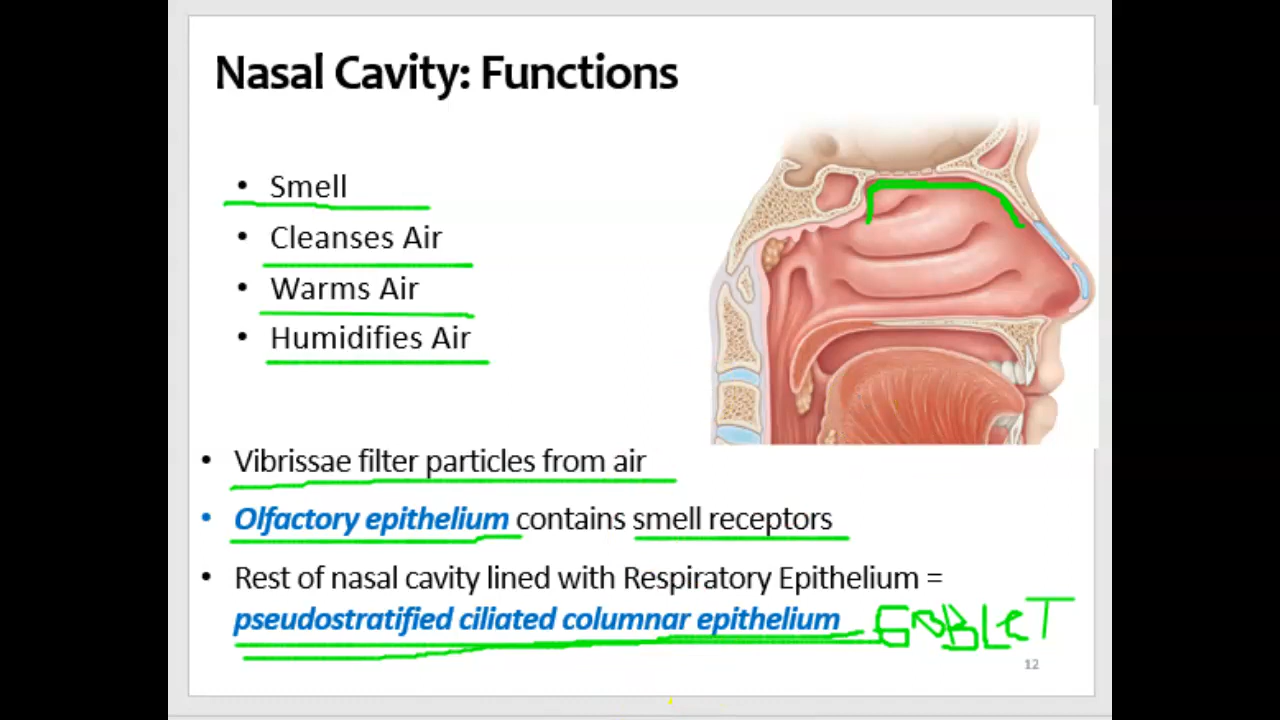 Nasal Cavity: Functions
• Smell
• Cleanses Air
• Warms Air
• Humidifies Air
• Vibrissae filter particles from air
• Olfactory epithelium contains smell receptors
• Rest of nasal cavity lined with Respiratory Epithelium =
pseudostratified ciliated columnar epithelium GoBLeT
12